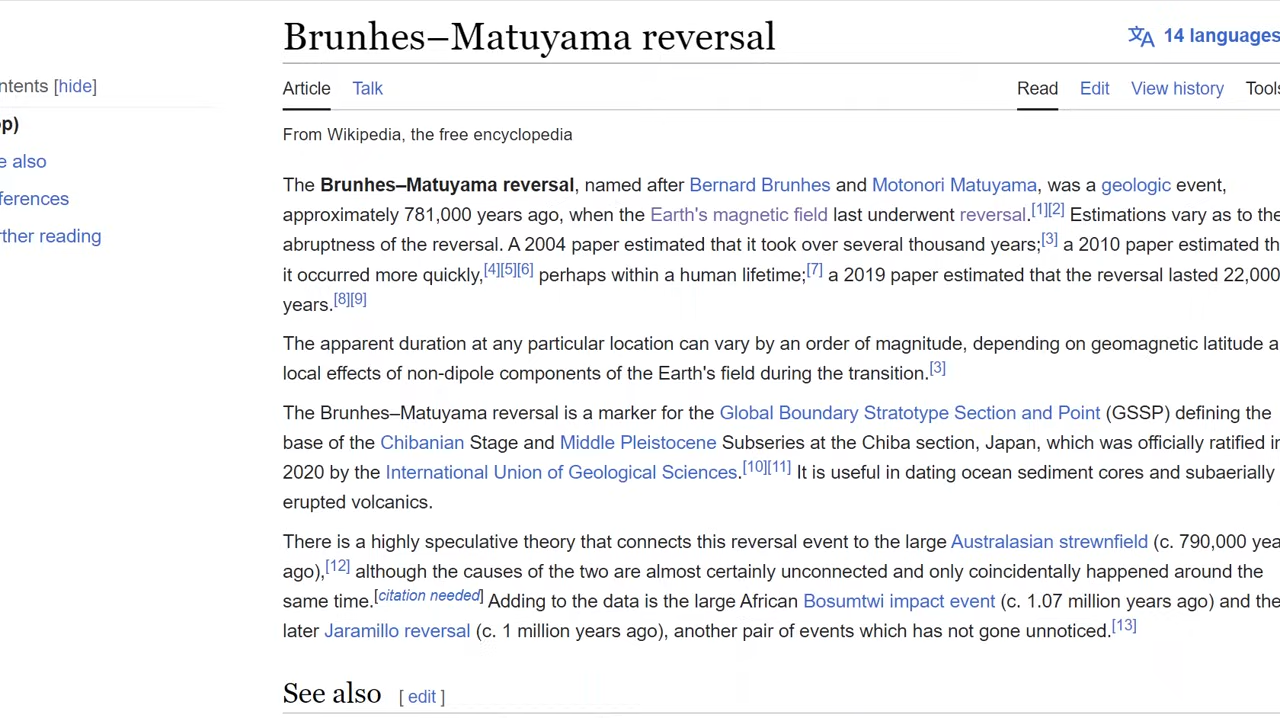 Brunhes–Matuyama reversal
14 languages
ntents [hide]
Article Talk
Read Edit View history Tools
p)
From Wikipedia, the free encyclopedia
e also
The Brunhes–Matuyama reversal, named after Bernard Brunhes and Motonori Matuyama, was a geologic event,
ferences
approximately 781,000 years ago, when the Earth's magnetic field last underwent reversal.[1][2] Estimations vary as to the
rther reading
abruptness of the reversal. A 2004 paper estimated that it took over several thousand years;[3] a 2010 paper estimated th
it occurred more quickly,[4][5][6] perhaps within a human lifetime;[7] a 2019 paper estimated that the reversal lasted 22,000
years.[8][9]
The apparent duration at any particular location can vary by an order of magnitude, depending on geomagnetic latitude a
local effects of non-dipole components of the Earth's field during the transition.[3]
The Brunhes–Matuyama reversal is a marker for the Global Boundary Stratotype Section and Point (GSSP) defining the
base of the Chibanian Stage and Middle Pleistocene Subseries at the Chiba section, Japan, which was officially ratified in
2020 by the International Union of Geological Sciences.[10][11] It is useful in dating ocean sediment cores and subaerially
erupted volcanics.
There is a highly speculative theory that connects this reversal event to the large Australasian strewnfield (c. 790,000 yea
ago),[12] although the causes of the two are almost certainly unconnected and only coincidentally happened around the
same time.[citation needed] Adding to the data is the large African Bosumtwi impact event (c. 1.07 million years ago) and the
later Jaramillo reversal (c. 1 million years ago), another pair of events which has not gone unnoticed.[13]
See also [ edit ]